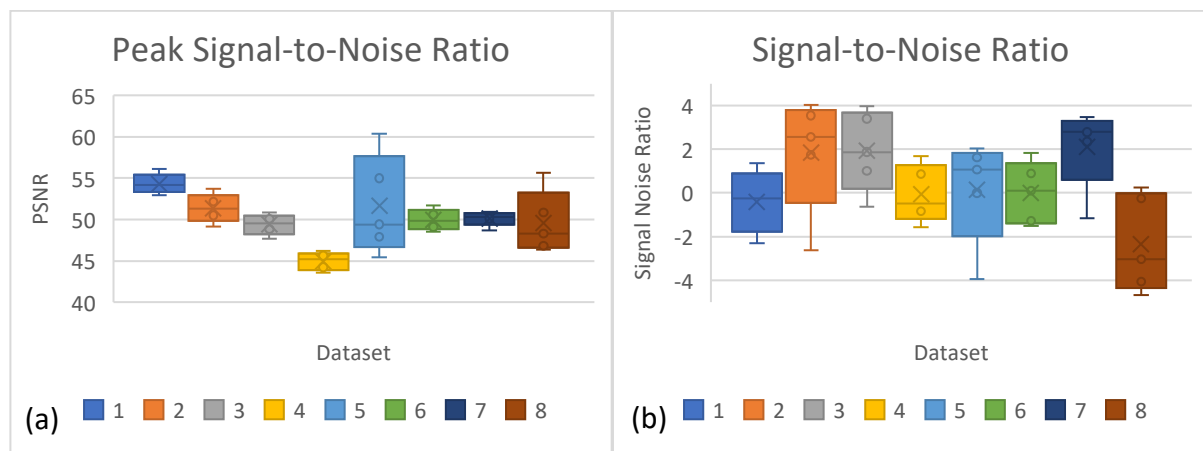 Peak Signal-to-Noise Ratio
PSNR
65
60
55
50
45
40
Dataset
(a) 1 2 3 4 5 6 7 8
Signal-to-Noise Ratio
Signal Noise Ratio
4
2
0
-2
-4
Dataset
(b) 1 2 3 4 5 6 7 8